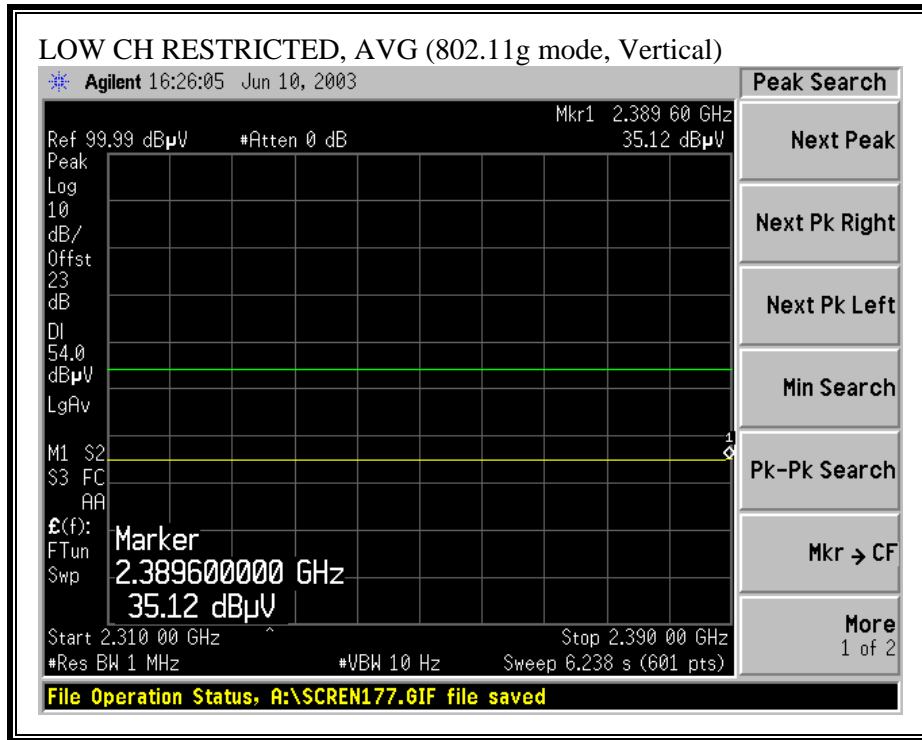 LOW CH RESTRICTED, AVG (802.11g mode, Vertical)
Agilent 16:26:05 Jun 10, 2003
Peak Search
Mkr1 2.389 60 GHz
Ref 99.99 dBµV #Atten 0 dB 35.12 dBµV
Peak
Log
10
dB/
Offst
23
dB
DI
54.0
dBµV
LgAv
M1 S2
S3 FC
AA
£(f):
FTun
Swp
1
Marker
2.389600000 GHz
35.12 dBµV
Start 2.310 00 GHz ^ Stop 2.390 00 GHz
#Res BW 1 MHz #VBW 10 Hz Sweep 6.238 s (601 pts)
Next Peak
Next Pk Right
Next Pk Left
Min Search
Pk-Pk Search
Mkr → CF
More
1 of 2
File Operation Status, A:\SCREN177.GIF file saved